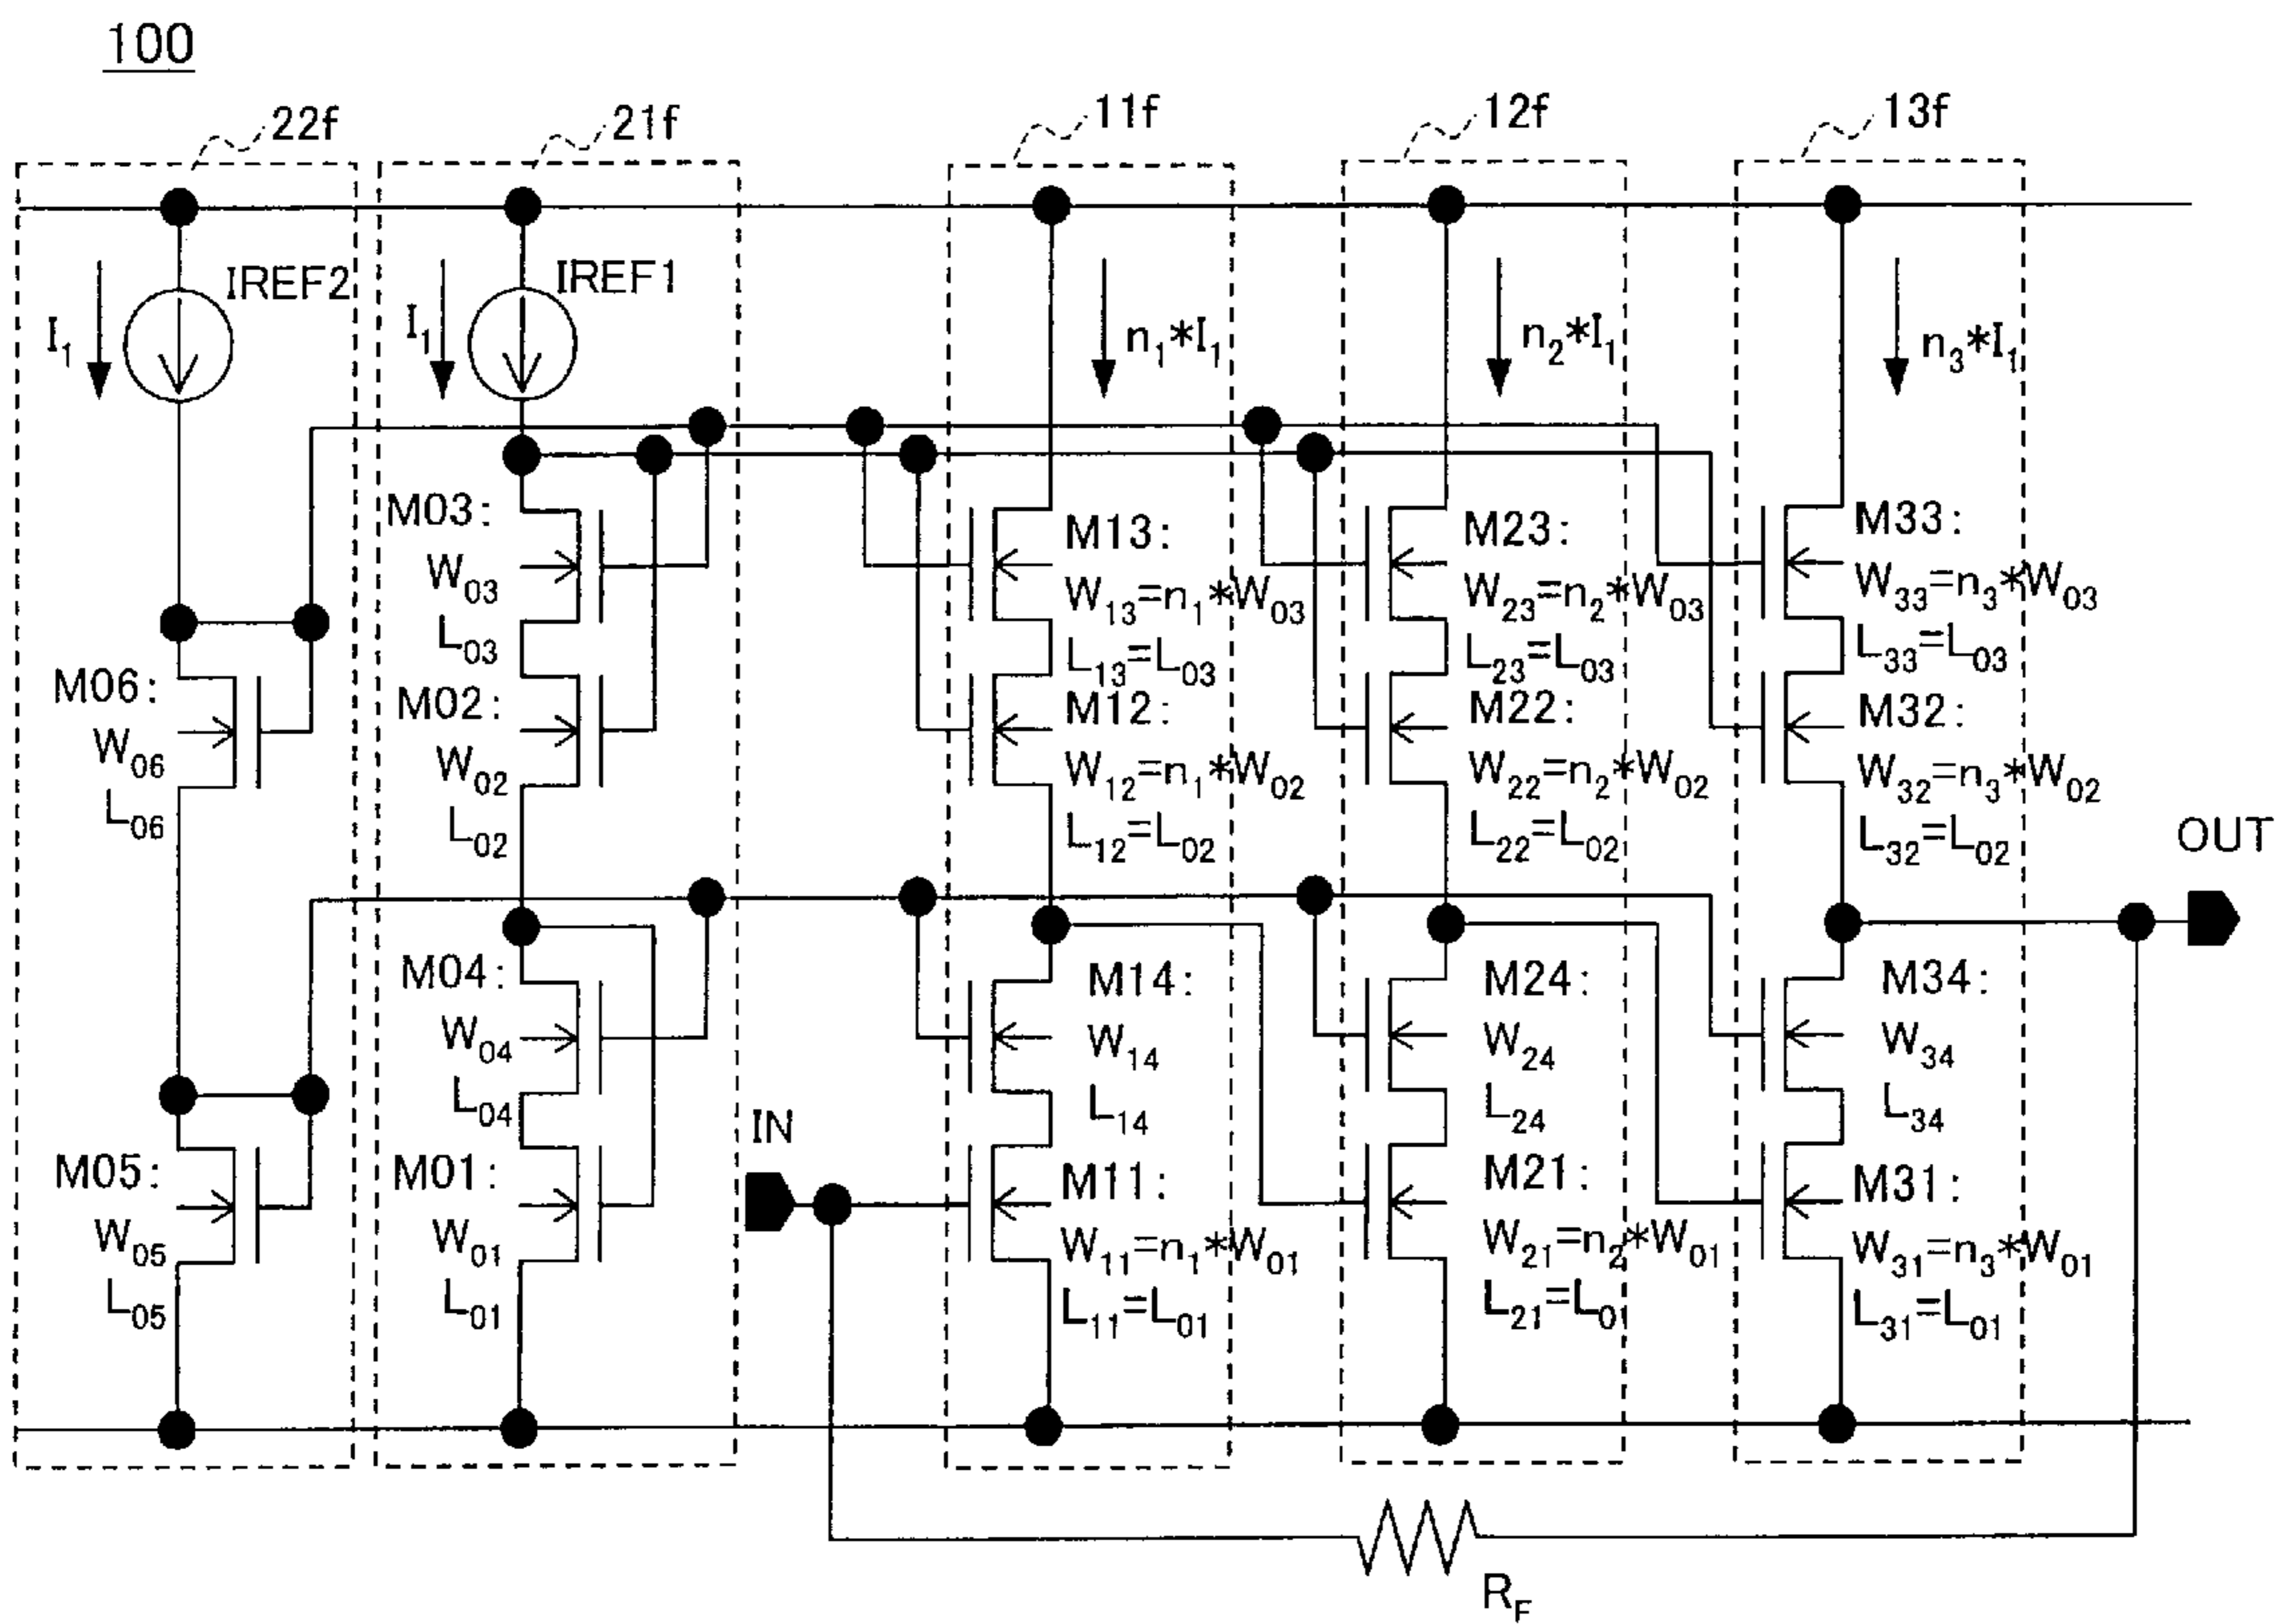 100
22f
21f
11f
12f
13f
IREF2
I₁
IREF1
I₁
n₁*I₁
n₂*I₁
n₃*I₁
M06:
W₀₆
L₀₆
M03:
W₀₃
L₀₃
M02:
W₀₂
L₀₂
M13:
W₁₃=n₁*W₀₃
L₁₃=L₀₃
M12:
W₁₂=n₁*W₀₂
L₁₂=L₀₂
M23:
W₂₃=n₂*W₀₃
L₂₃=L₀₃
M22:
W₂₂=n₂*W₀₂
L₂₂=L₀₂
M33:
W₃₃=n₃*W₀₃
L₃₃=L₀₃
M32:
W₃₂=n₃*W₀₂
L₃₂=L₀₂
OUT
M05:
W₀₅
L₀₅
M04:
W₀₄
L₀₄
M01:
W₀₁
L₀₁
IN
M14:
W₁₄
L₁₄
M11:
W₁₁=n₁*W₀₁
L₁₁=L₀₁
M24:
W₂₄
L₂₄
M21:
W₂₁=n₂*W₀₁
L₂₁=L₀₁
M34:
W₃₄
L₃₄
M31:
W₃₁=n₃*W₀₁
L₃₁=L₀₁
R_F